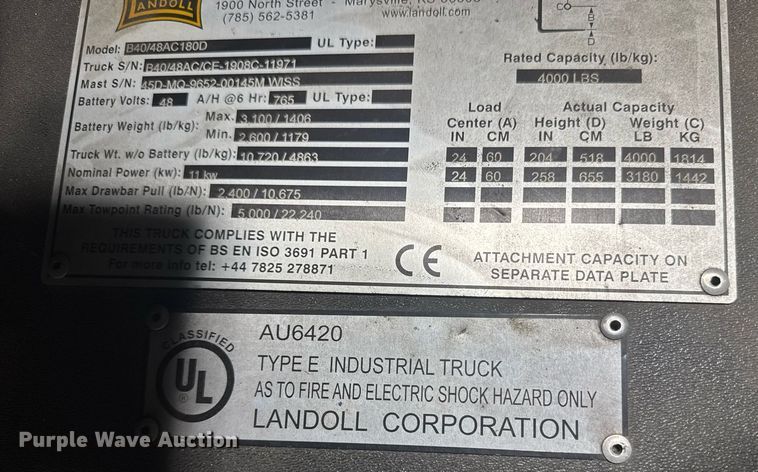 LANDOLL
1900 North Street - Marysville, KS
(785) 562-5381 www.landoll.com
Model: B40/48AC180D UL Type:
Truck S/N: B40/48AC/CE-1908C-11971
Mast S/N: 45D-MO-9652-00145M WISS
Battery Volts: 48 A/H @6 Hr: 765 UL Type:
Battery Weight (lb/kg): Max. 3,100 / 1406
Min. 2,600 / 1179
Truck Wt. w/o Battery (lb/kg): 10,720 / 4863
Nominal Power (kw): 11 kw
Max Drawbar Pull (lb/N): 2,400 / 10,675
Max Towpoint Rating (lb/N): 5,000 / 22,240
THIS TRUCK COMPLIES WITH THE
REQUIREMENTS OF BS EN ISO 3691 PART 1
For more info tel: +44 7825 278871
CE
C
B
D
Rated Capacity (lb/kg):
4000 LBS.
Load Actual Capacity
Center (A) Height (D) Weight (C)
IN CM IN CM LB KG
24 60 204 518 4000 1814
24 60 258 655 3180 1442
ATTACHMENT CAPACITY ON
SEPARATE DATA PLATE
CLASSIFIED
UL
®
AU6420
TYPE E INDUSTRIAL TRUCK
AS TO FIRE AND ELECTRIC SHOCK HAZARD ONLY
LANDOLL CORPORATION
Purple Wave Auction